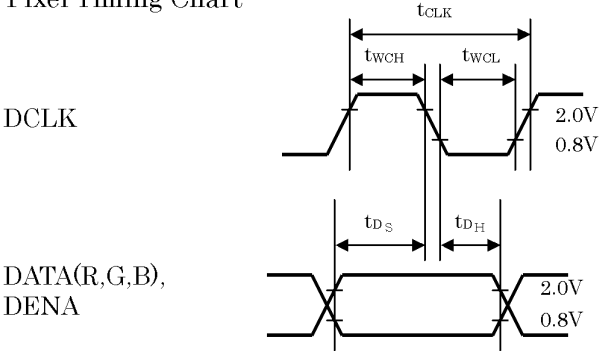 Pixel Timing Chart
tCLK
tWCH tWCL
DCLK
2.0V
0.8V
tDS tDH
DATA(R,G,B),
DENA
2.0V
0.8V